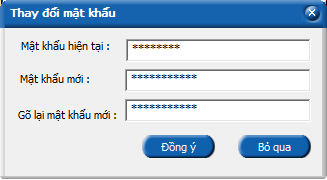 Thay đổi mật khẩu
Mật khẩu hiện tại : ********
Mật khẩu mới : ***********
Gõ lại mật khẩu mới : ***********
Đồng ý Bỏ qua